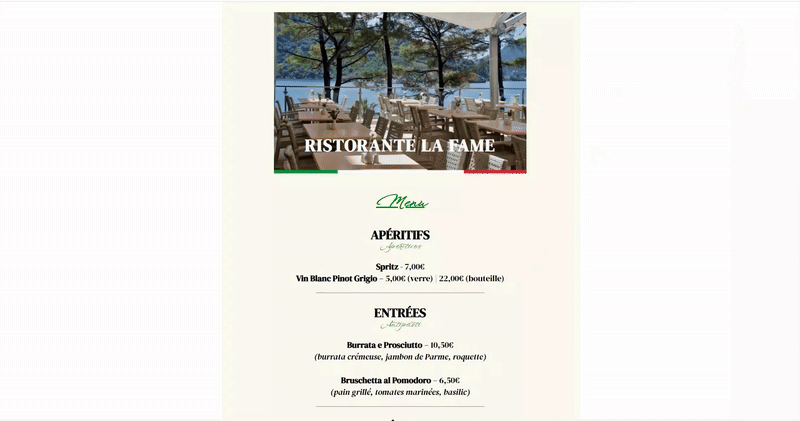 RISTORANTE LA FAME
Menu
APÉRITIFS
Spritz - 7,00€
Vin Blanc Pinot Grigio – 5,00€ (verre) | 22,00€ (bouteille)
ENTRÉES
Burrata e Prosciutto – 10,50€
(burrata crémeuse, jambon de Parme, roquette)
Bruschetta al Pomodoro – 6,50€
(pain grillé, tomates marinées, basilic)